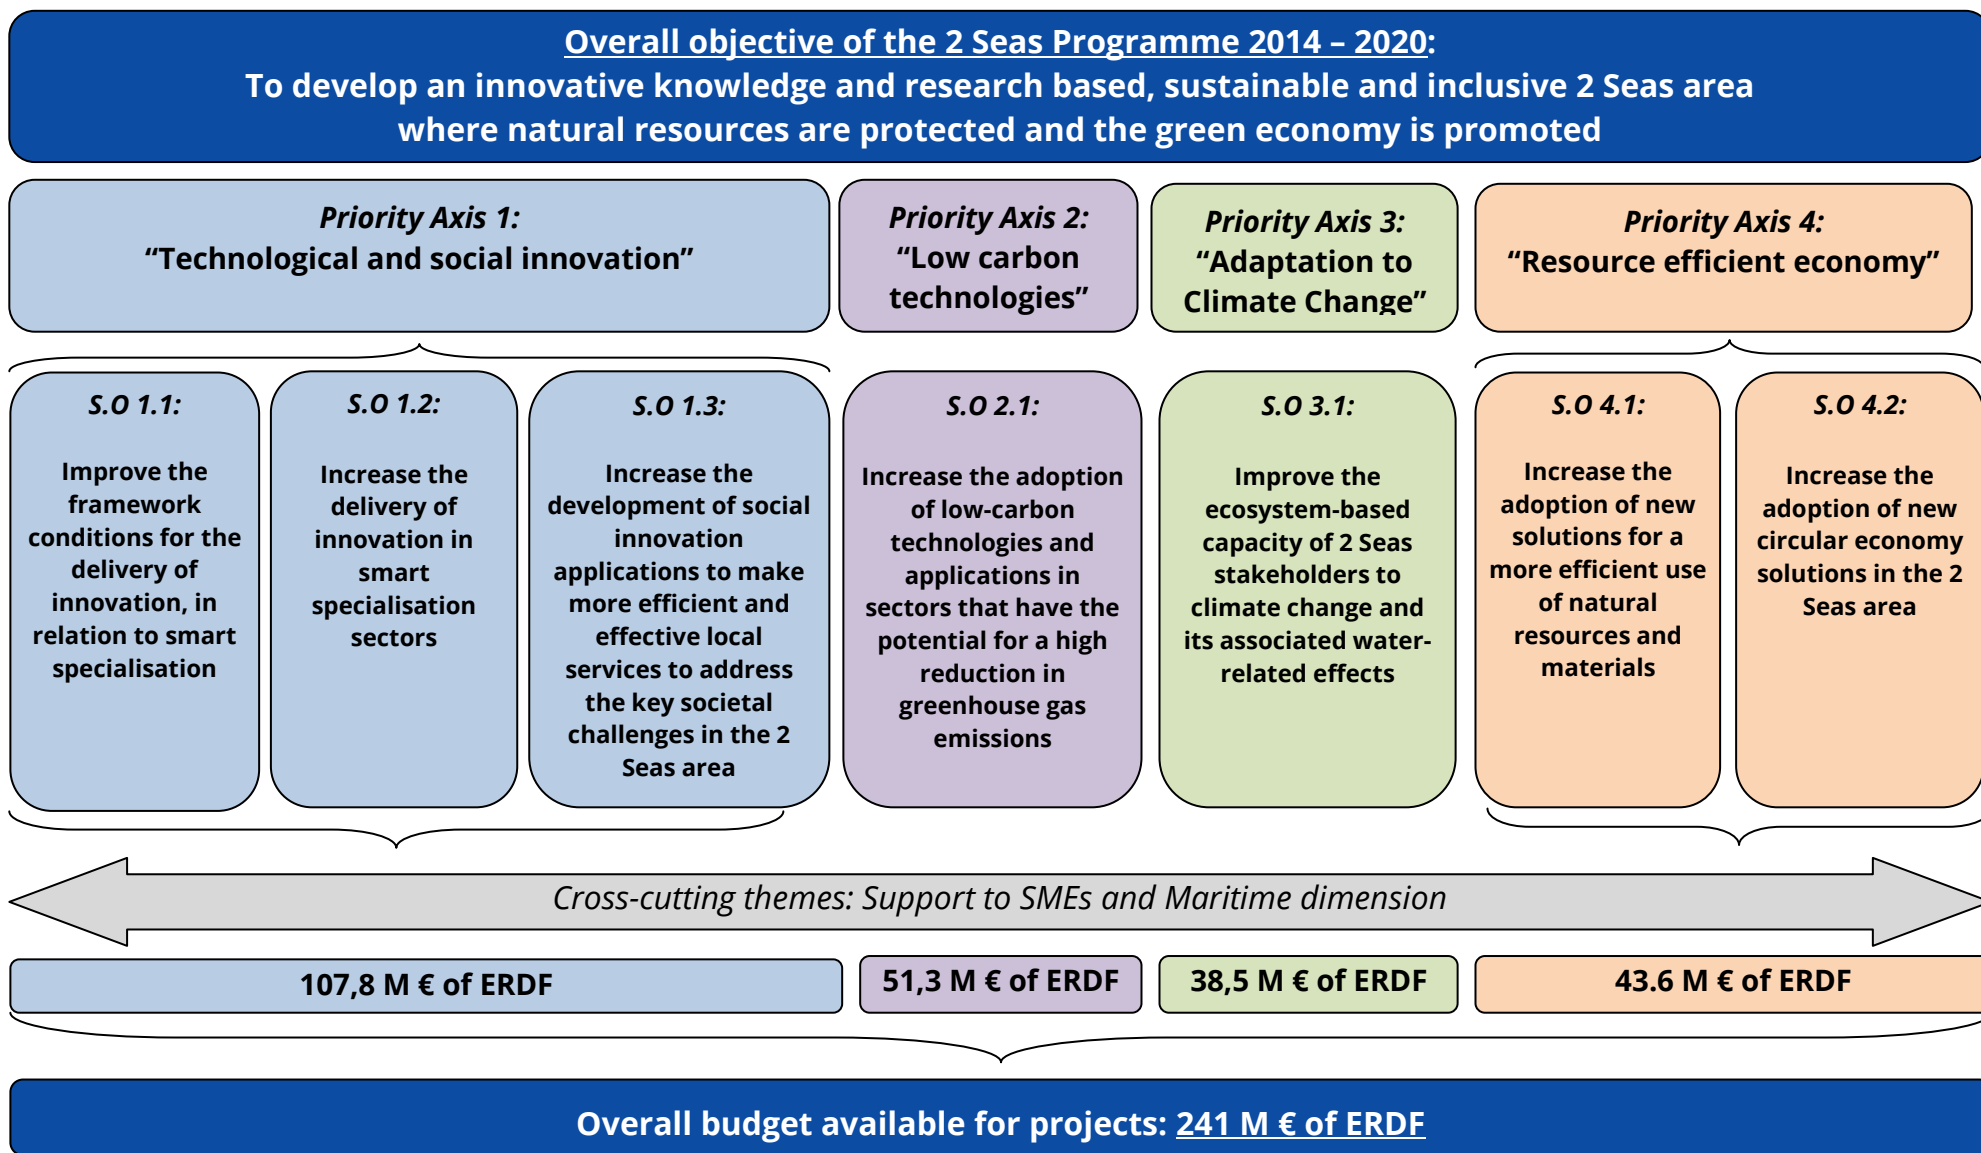 Overall objective of the 2 Seas Programme 2014 – 2020:
To develop an innovative knowledge and research based, sustainable and inclusive 2 Seas area
where natural resources are protected and the green economy is promoted
Priority Axis 1:
“Technological and social innovation”
Priority Axis 2:
“Low carbon
technologies”
Priority Axis 3:
“Adaptation to
Climate Change”
Priority Axis 4:
“Resource efficient economy”
S.O 1.1:
Improve the
framework
conditions for the
delivery of
innovation, in
relation to smart
specialisation
S.O 1.2:
Increase the
delivery of
innovation in
smart
specialisation
sectors
S.O 1.3:
Increase the
development of social
innovation
applications to make
more efficient and
effective local
services to address
the key societal
challenges in the 2
Seas area
S.O 2.1:
Increase the adoption
of low-carbon
technologies and
applications in
sectors that have the
potential for a high
reduction in
greenhouse gas
emissions
S.O 3.1:
Improve the
ecosystem-based
capacity of 2 Seas
stakeholders to
climate change and
its associated water-
related effects
S.O 4.1:
Increase the
adoption of new
solutions for a
more efficient use
of natural
resources and
materials
S.O 4.2:
Increase the
adoption of new
circular economy
solutions in the 2
Seas area
Cross-cutting themes: Support to SMEs and Maritime dimension
107,8 M € of ERDF
51,3 M € of ERDF
38,5 M € of ERDF
43.6 M € of ERDF
Overall budget available for projects: 241 M € of ERDF